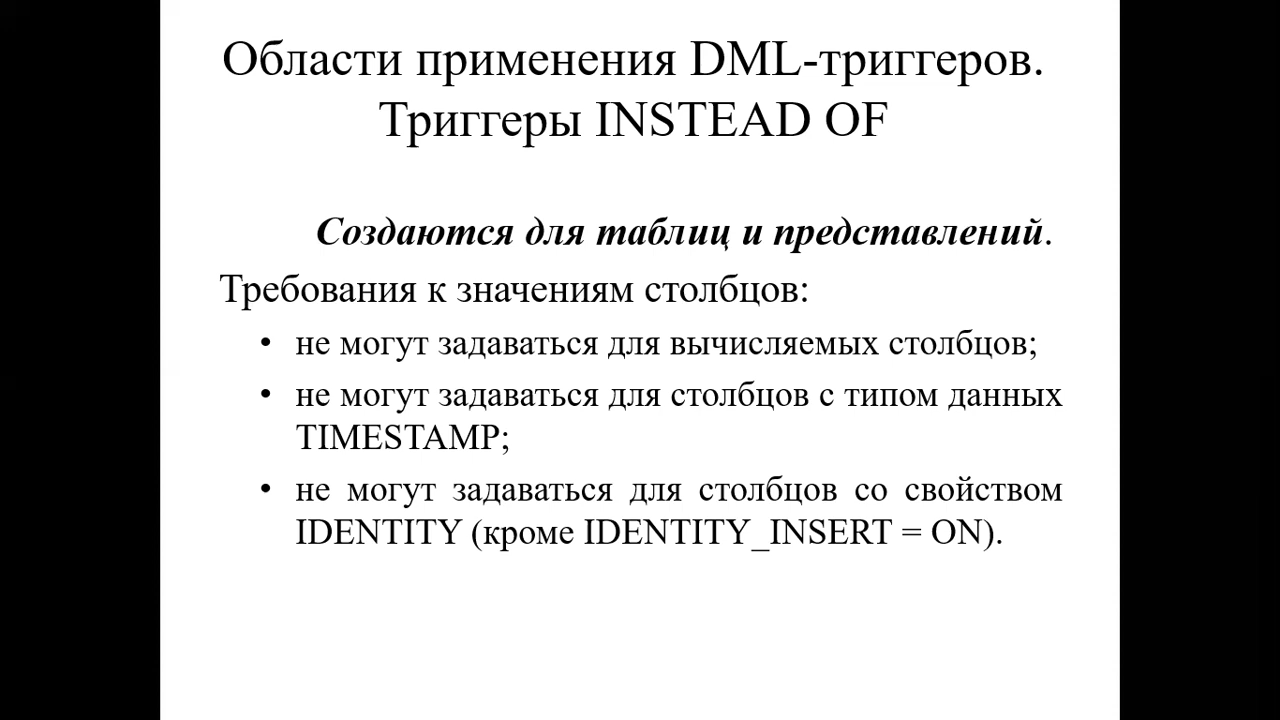 Области применения DML-триггеров.
Триггеры INSTEAD OF
Создаются для таблиц и представлений.
Требования к значениям столбцов:
• не могут задаваться для вычисляемых столбцов;
• не могут задаваться для столбцов с типом данных
TIMESTAMP;
• не могут задаваться для столбцов со свойством
IDENTITY (кроме IDENTITY_INSERT = ON).